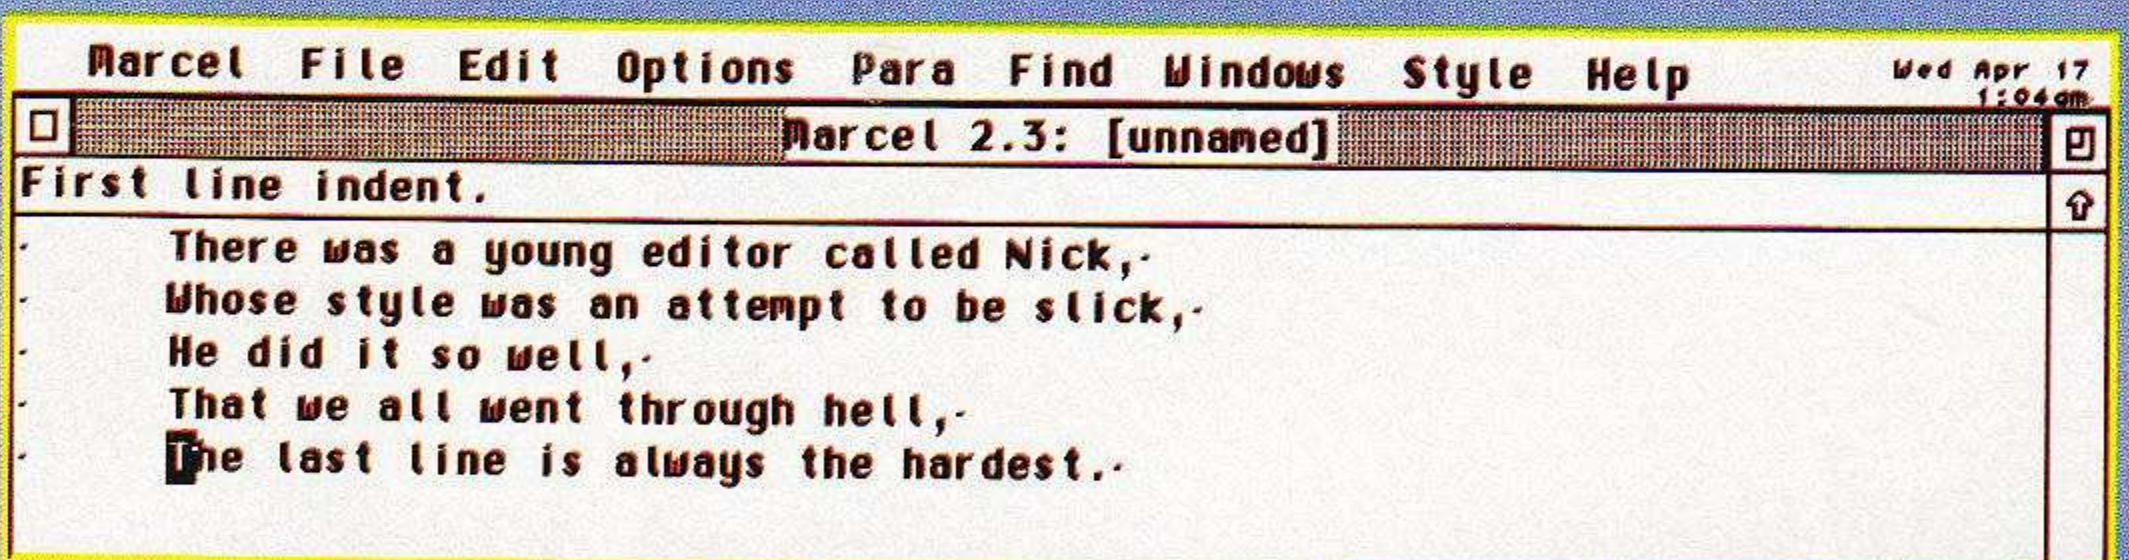 Marcel File Edit Options Para Find Windows Style Help Wed Apr 17
1:04am
Marcel 2.3: [unnamed]
First line indent.
There was a young editor called Nick,
Whose style was an attempt to be slick,
He did it so well,
That we all went through hell,
The last line is always the hardest.